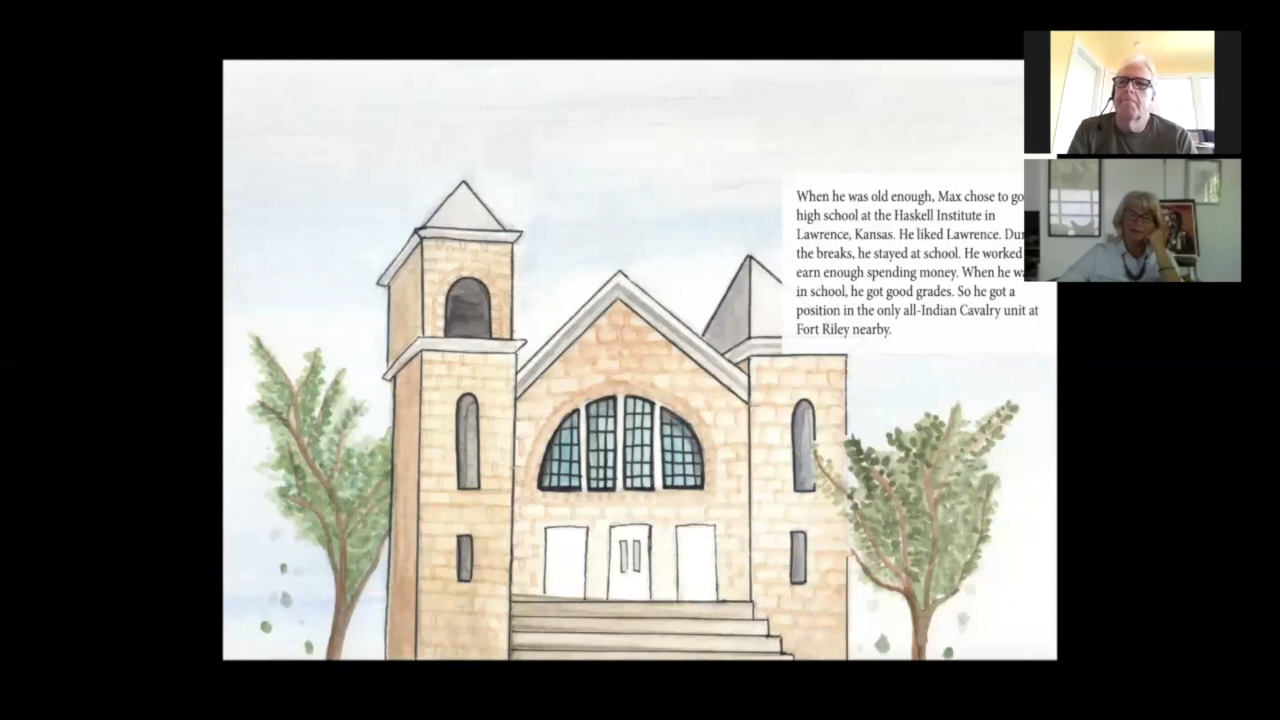 When he was old enough, Max chose to go
high school at the Haskell Institute in
Lawrence, Kansas. He liked Lawrence.
the breaks, he stayed at school. He worked
earn enough spending money. When he
in school, he got good grades. So he got a
position in the only all-Indian Cavalry unit at
Fort Riley nearby.